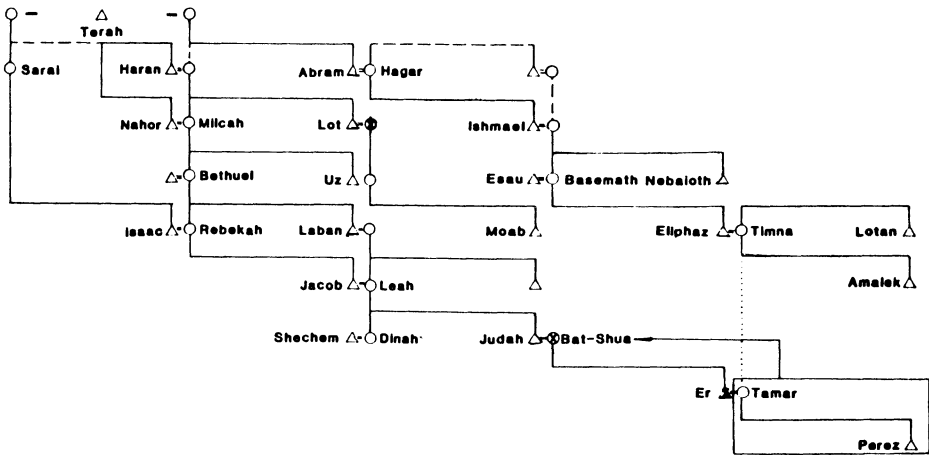 Terah
Sarai Haran Abram Hagar
Nahor Milcah Lot Ishmael
Bethuel Uz Esau Basemath Nebaioth
Isaac Rebekah Laban Moab Eliphaz Timna Lotan
Jacob Leah Amalek
Shechem Dinah Judah Bat-Shua
Er Tamar
Perez